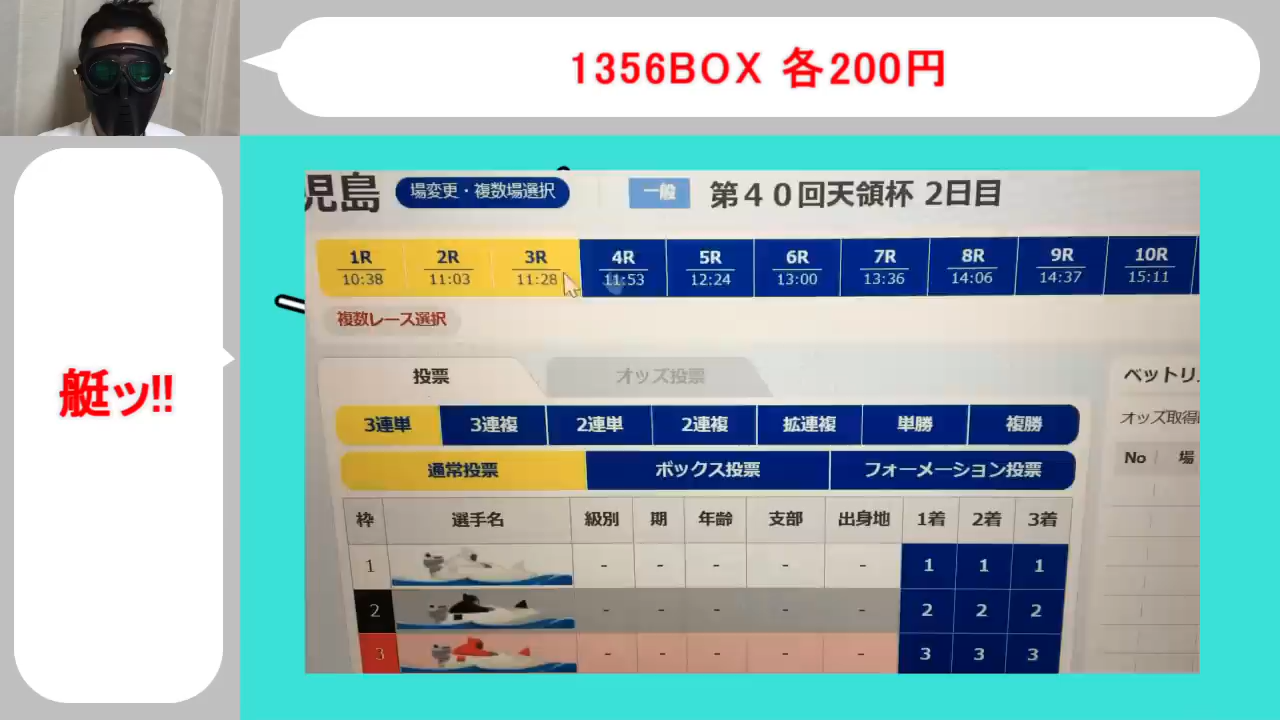 1356BOX 各200円
艇ッ!!
児島 場変更・複数場選択 一般 第40回天領杯 2日目
1R 2R 3R 4R 5R 6R 7R 8R 9R 10R
10:38 11:03 11:28 11:53 12:24 13:00 13:36 14:06 14:37 15:11
複数レース選択
投票 オッズ投票 ベットリ
オッズ取得
3連単 3連複 2連単 2連複 拡連複 単勝 複勝
通常投票 ボックス投票 フォーメーション投票 No 場
枠 選手名 級別 期 年齢 支部 出身地 1着 2着 3着
1 - - - - - 1 1 1
2 - - - - - 2 2 2
3 - - - - - 3 3 3